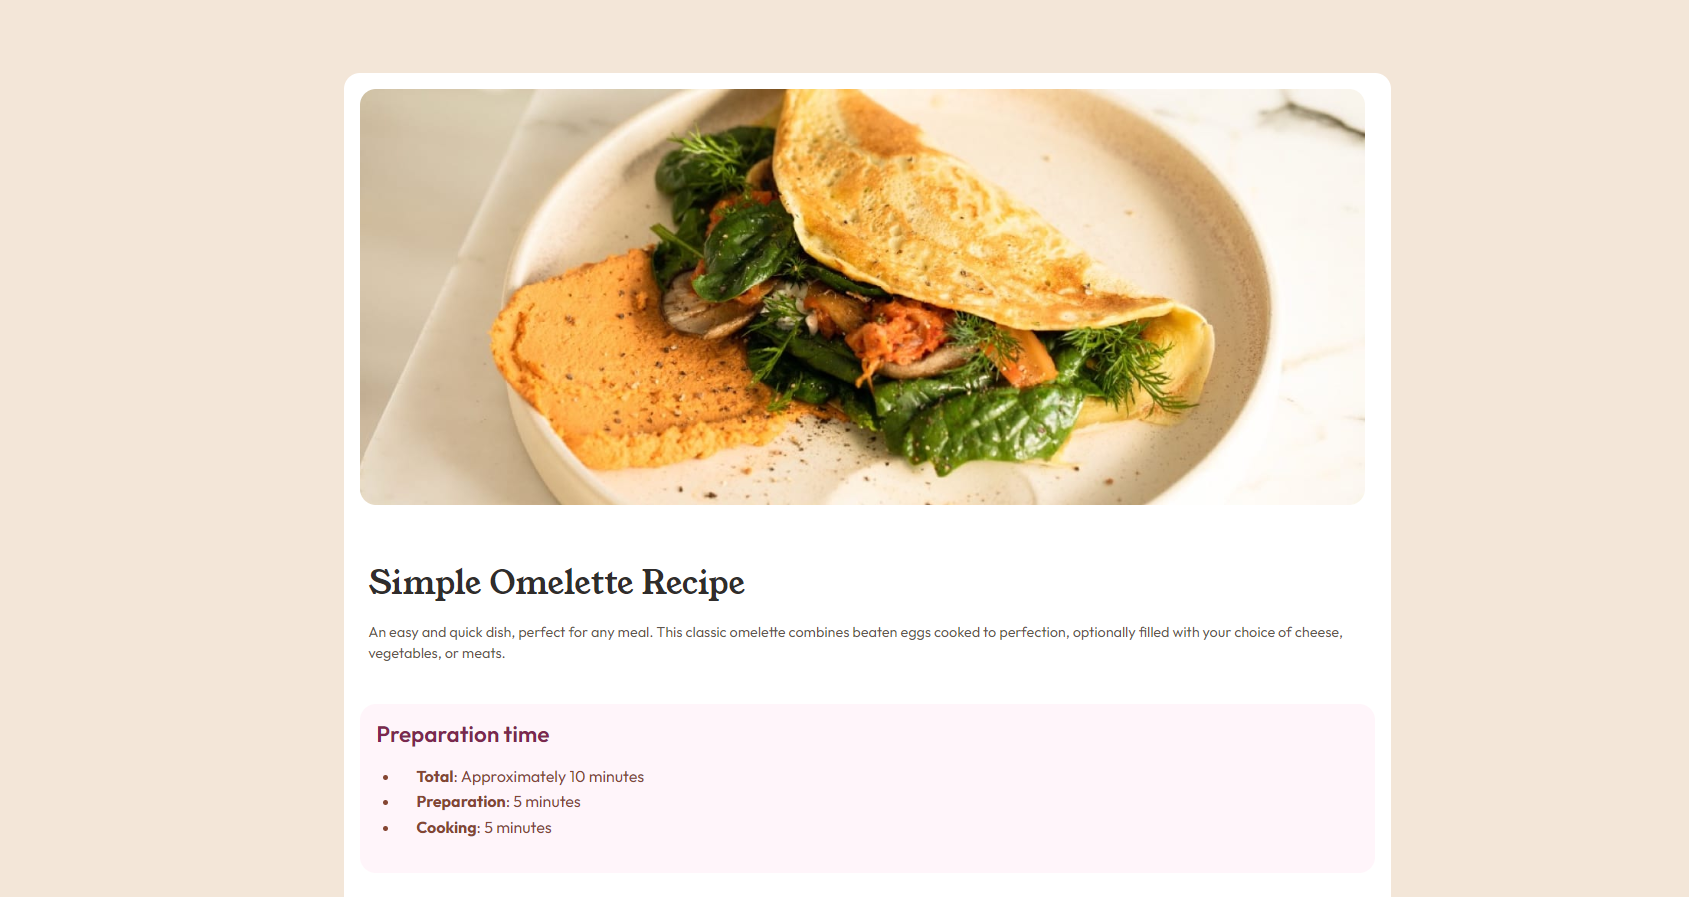 Simple Omelette Recipe
An easy and quick dish, perfect for any meal. This classic omelette combines beaten eggs cooked to perfection, optionally filled with your choice of cheese,
vegetables, or meats.
Preparation time
• Total: Approximately 10 minutes
• Preparation: 5 minutes
• Cooking: 5 minutes